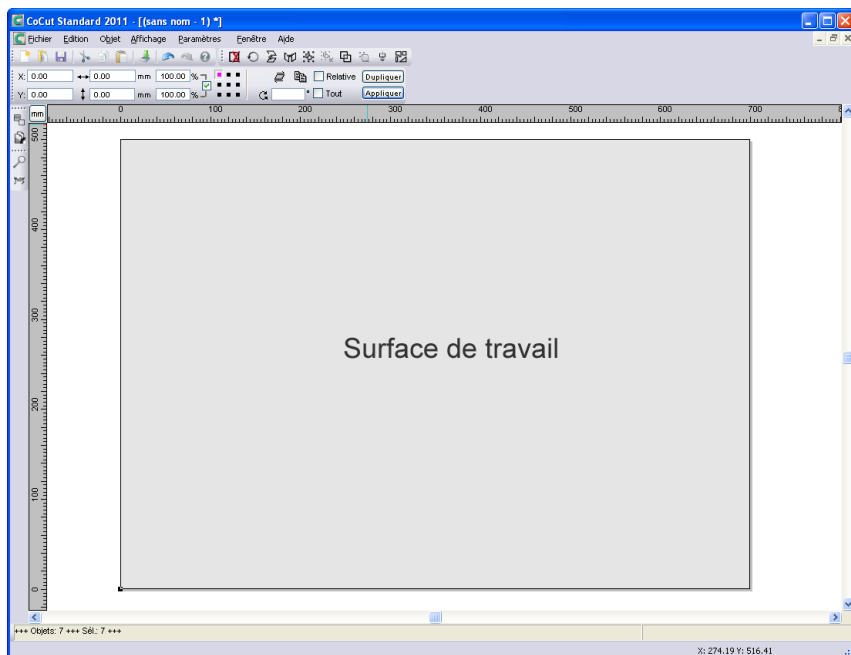 CoCut Standard 2011 - [(sans nom - 1) *]
Fichier Edition Objet Affichage Paramètres Fenêtre Aide
X: 0.00 0.00 mm 100.00 % Relative Dupliquer
Y: 0.00 0.00 mm 100.00 % ° Tout Appliquer
mm 0 100 200 300 400 500 600 700 8
500
400
300
200
100
0
Surface de travail
+++ Objets: 7 +++ Sél.: 7 +++
X: 274.19 Y: 516.41